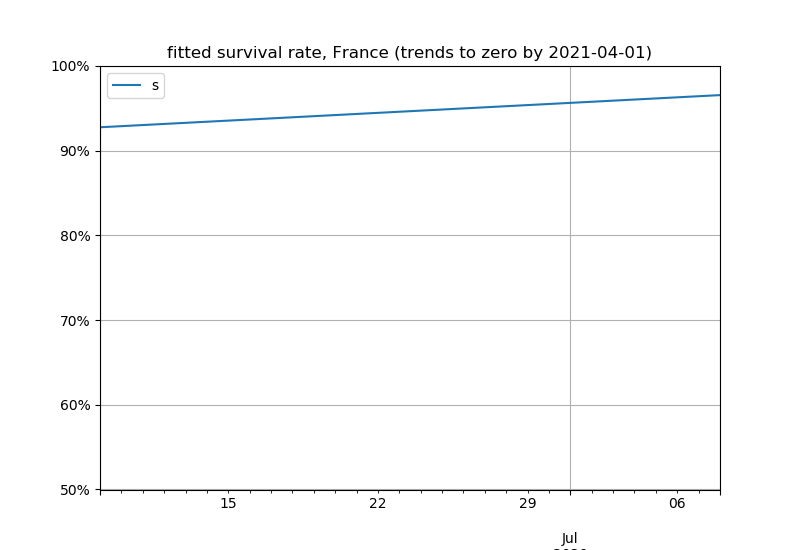 fitted survival rate, France (trends to zero by 2021-04-01)
s
100%
90%
80%
70%
60%
50%
15 22 29 06
Jul